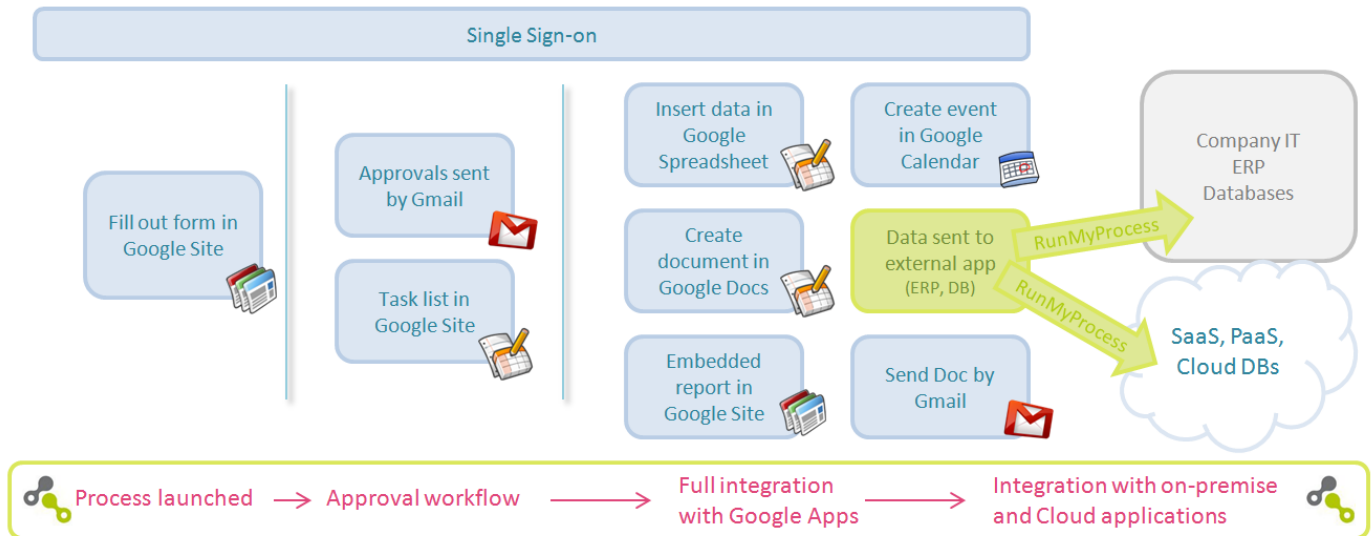 Single Sign-on
Fill out form in
Google Site
Approvals sent
by Gmail
Task list in
Google Site
Insert data in
Google
Spreadsheet
Create event
in Google
Calendar
Create
document in
Google Docs
Data sent to
external app
(ERP, DB)
Embedded
report in
Google Site
Send Doc by
Gmail
RunMyProcess
RunMyProcess
Company IT
ERP
Databases
SaaS, PaaS,
Cloud DBs
Process launched
Approval workflow
Full integration
with Google Apps
Integration with on-premise
and Cloud applications